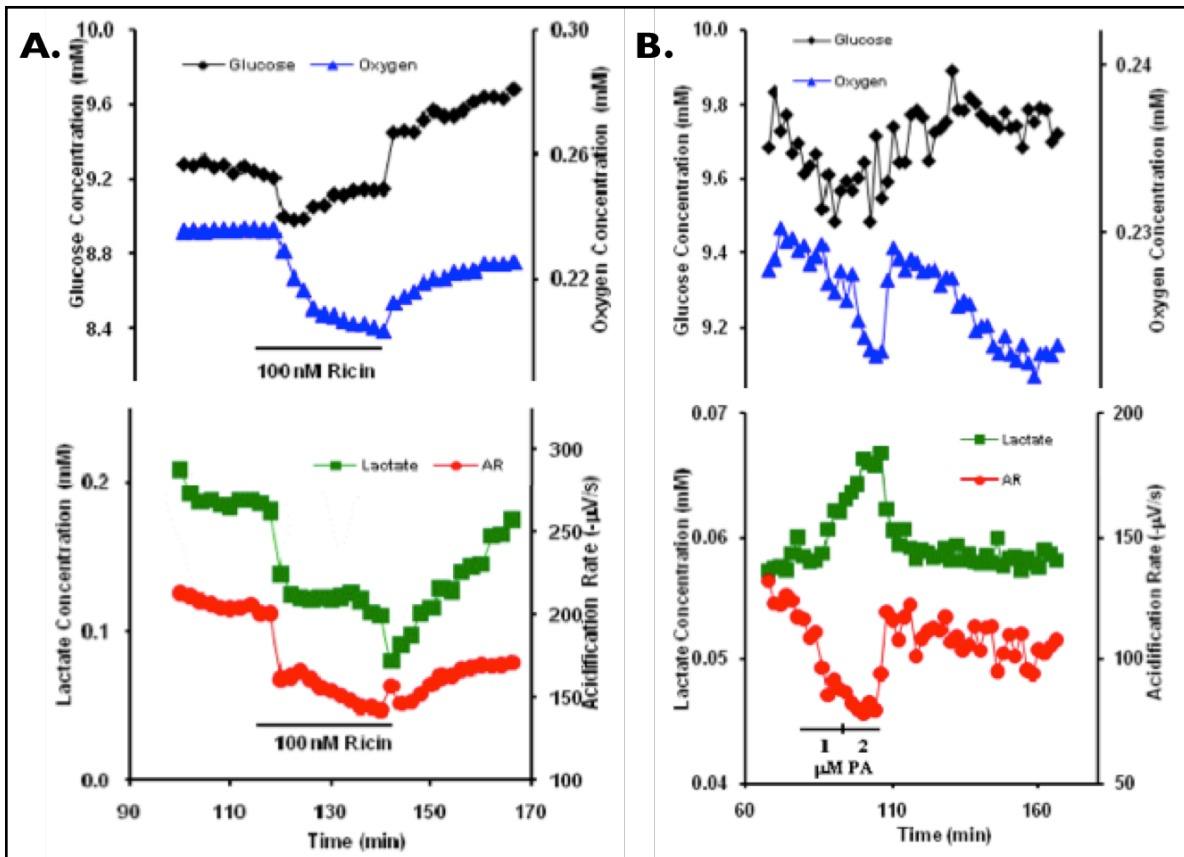 A.
10.0
9.6
9.2
8.8
8.4
Glucose Concentration (mM)
Glucose Oxygen
0.30
0.26
0.22
Oxygen Concentration (mM)
100 nM Ricin
0.2
0.1
0.0
Lactate Concentration (mM)
Lactate AR
300
250
200
150
100
Acidification Rate (-µV/s)
100 nM Ricin
90 110 130 150 170
Time (min)
B.
10.0
9.8
9.6
9.4
9.2
Glucose Concentration (mM)
Glucose
Oxygen
0.24
0.23
Oxygen Concentration (mM)
0.07
0.06
0.05
0.04
Lactate Concentration (mM)
Lactate
AR
200
150
100
50
Acidification Rate (-µV/s)
1 2
µM PA
60 110 160
Time (min)